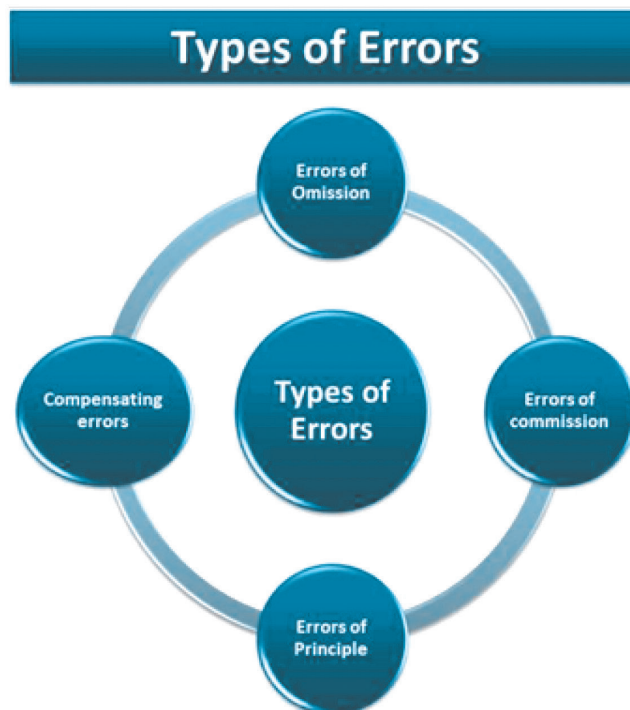 Types of Errors
Errors of
Omission
Compensating
errors
Types of
Errors
Errors of
commission
Errors of
Principle